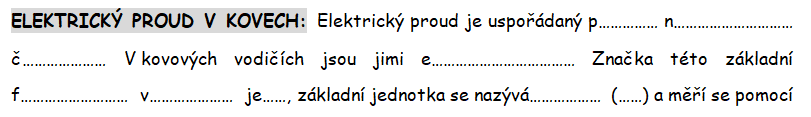 ELEKTRICKÝ PROUD V KOVECH: Elektrický proud je uspořádaný p…………… n…………………………
č………………… V kovových vodičích jsou jimi e……………………………… Značka této základní
f……………………… v………………… je……, základní jednotka se nazývá……………… (……) a měří se pomocí